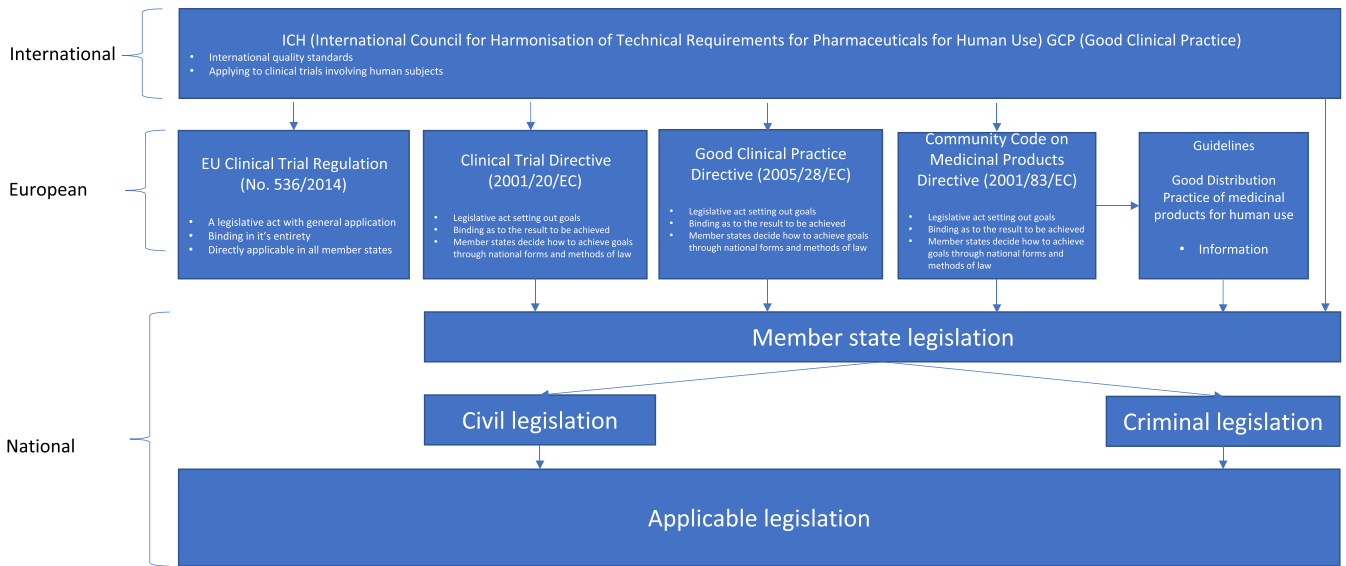 International
ICH (International Council for Harmonisation of Technical Requirements for Pharmaceuticals for Human Use) GCP (Good Clinical Practice)
• International quality standards
• Applying to clinical trials involving human subjects
European
EU Clinical Trial Regulation
(No. 536/2014)
• A legislative act with general application
• Binding in it's entirety
• Directly applicable in all member states
Clinical Trial Directive
(2001/20/EC)
• Legislative act setting out goals
• Binding as to the result to be achieved
• Member states decide how to achieve goals
through national forms and methods of law
Good Clinical Practice
Directive (2005/28/EC)
• Legislative act setting out goals
• Binding as to the result to be achieved
• Member states decide how to achieve goals
through national forms and methods of law
Community Code on
Medicinal Products
Directive (2001/83/EC)
• Legislative act setting out goals
• Binding as to the result to be achieved
• Member states decide how to achieve
goals through national forms and
methods of law
Guidelines
Good Distribution
Practice of medicinal
products for human use
• Information
National
Member state legislation
Civil legislation
Criminal legislation
Applicable legislation